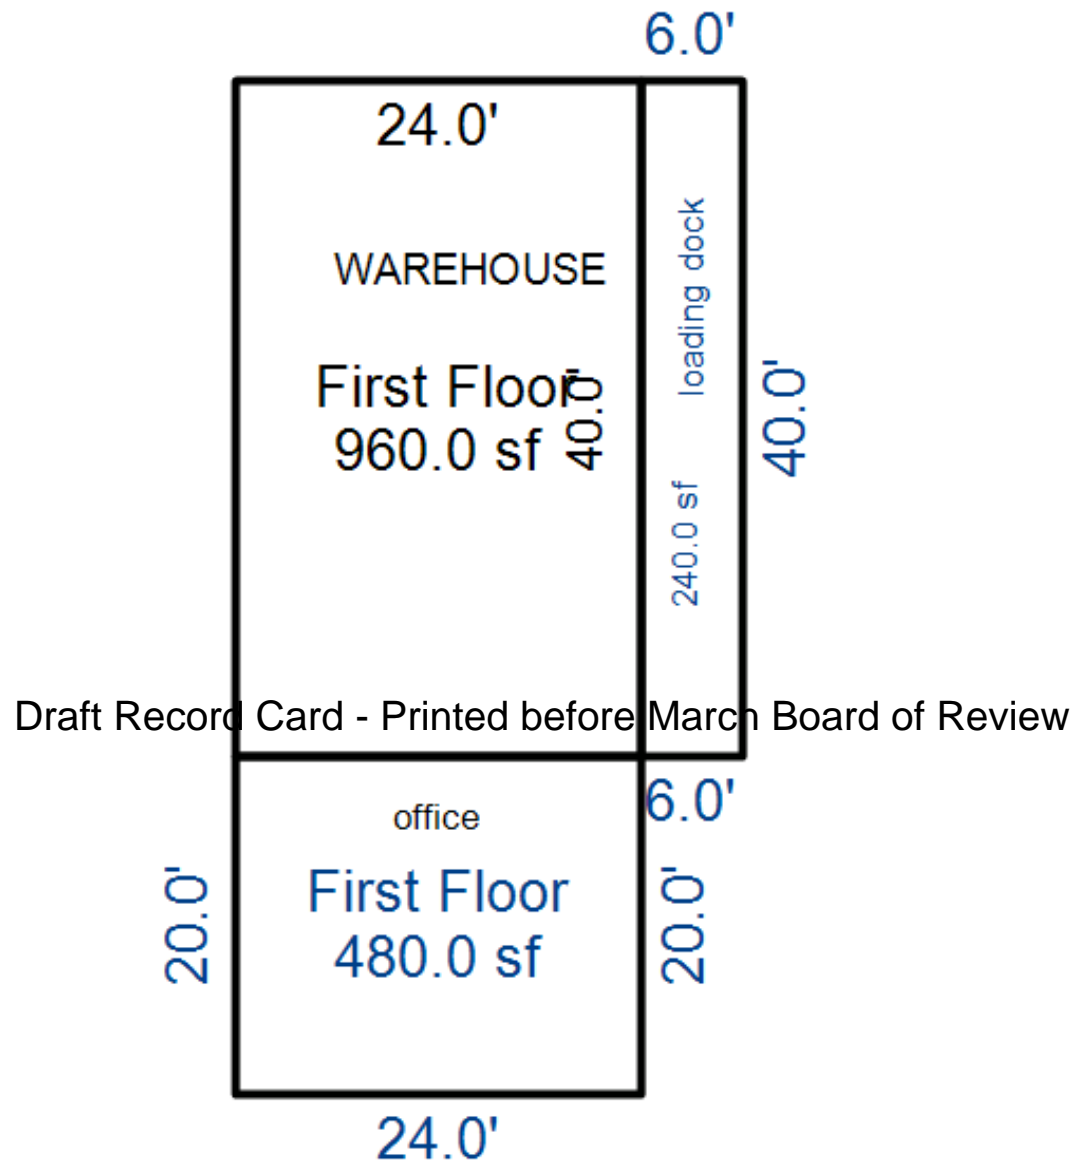 6.0'
24.0'
WAREHOUSE
loading dock
First Floor
960.0 sf
40.0'
40.0'
240.0 sf
Draft Record Card - Printed before March Board of Review
6.0'
office
First Floor
480.0 sf
20.0'
20.0'
24.0'